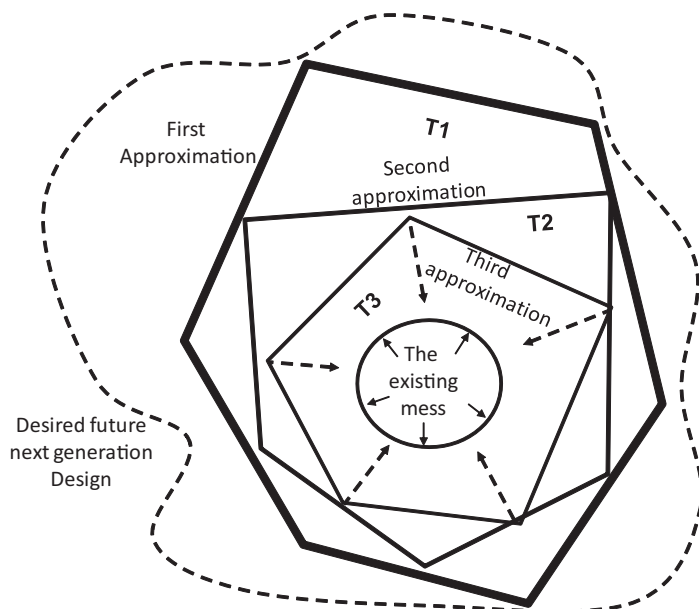 First
Approximation
T1
Second
approximation
T2
Third
approximation
T3
The
existing
mess
Desired future
next generation
Design